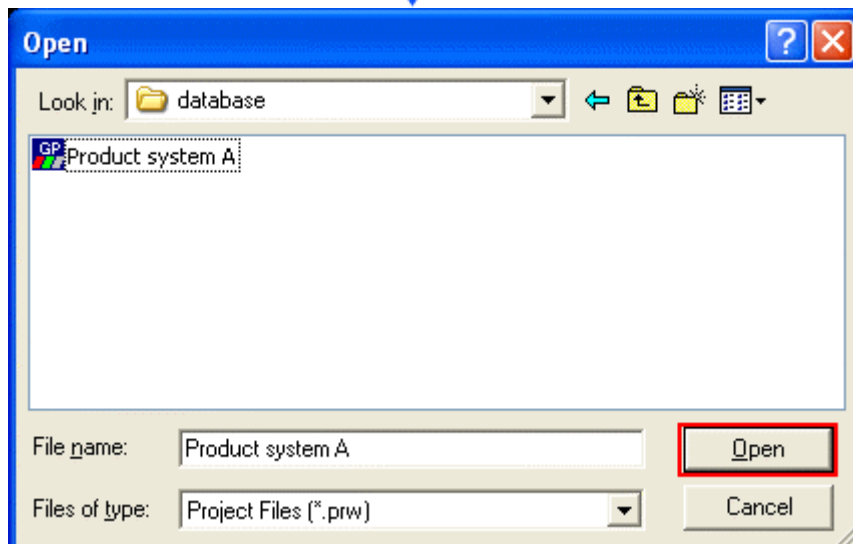 Open
Look in: database
GP Product system A
File name: Product system A Open
Files of type: Project Files (*.prw) Cancel